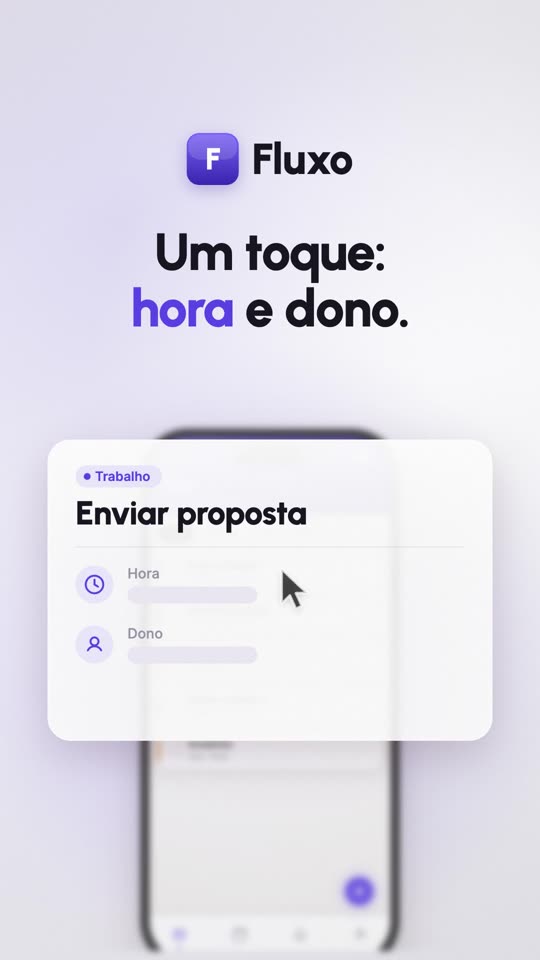 F
Fluxo
Um toque:
hora e dono.
Trabalho
Enviar proposta
Hora
Dono